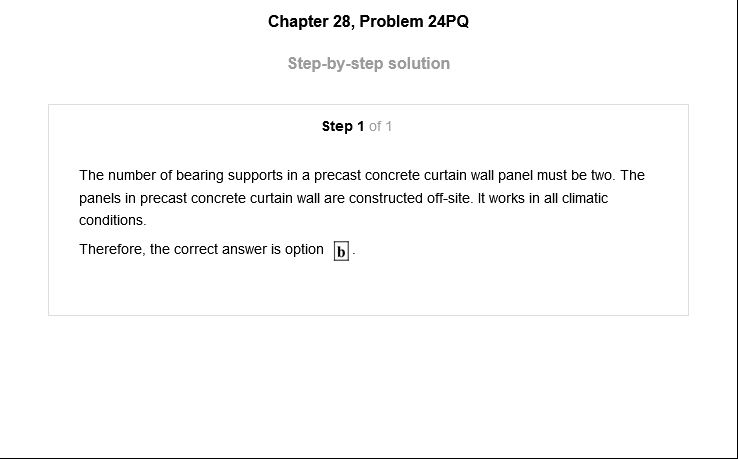 Chapter 28, Problem 24PQ
Step-by-step solution
Step 1 of 1
The number of bearing supports in a precast concrete curtain wall panel must be two. The
panels in precast concrete curtain wall are constructed off-site. It works in all climatic
conditions.
Therefore, the correct answer is option b.